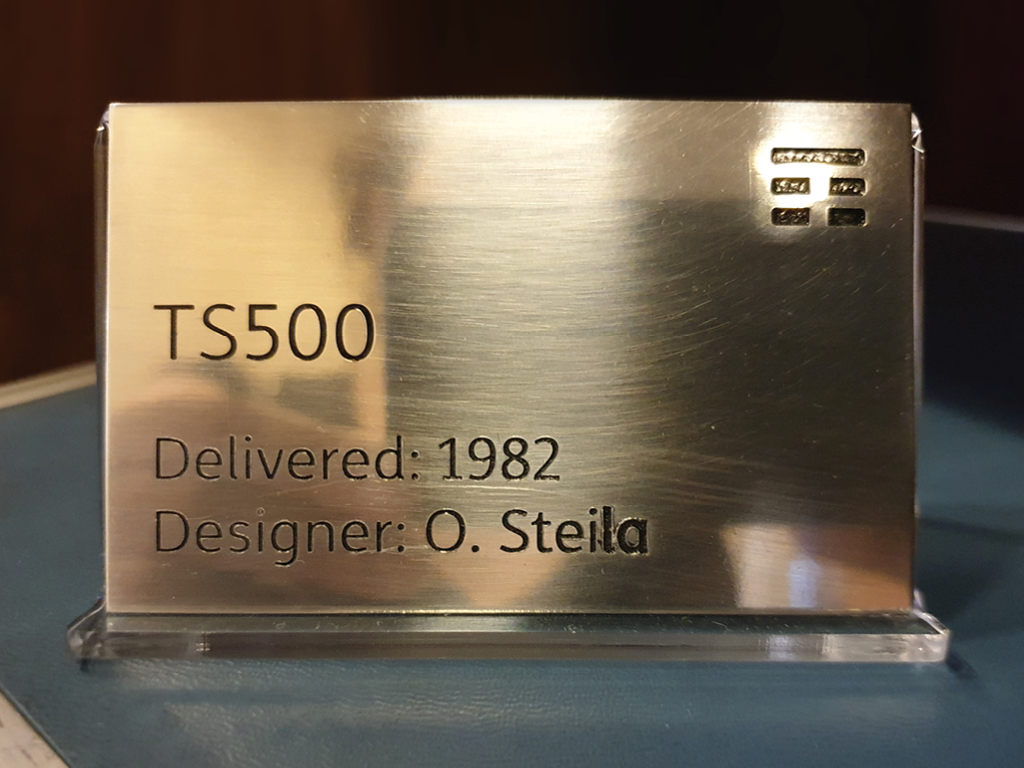 TS500
Delivered: 1982
Designer: O. Steila